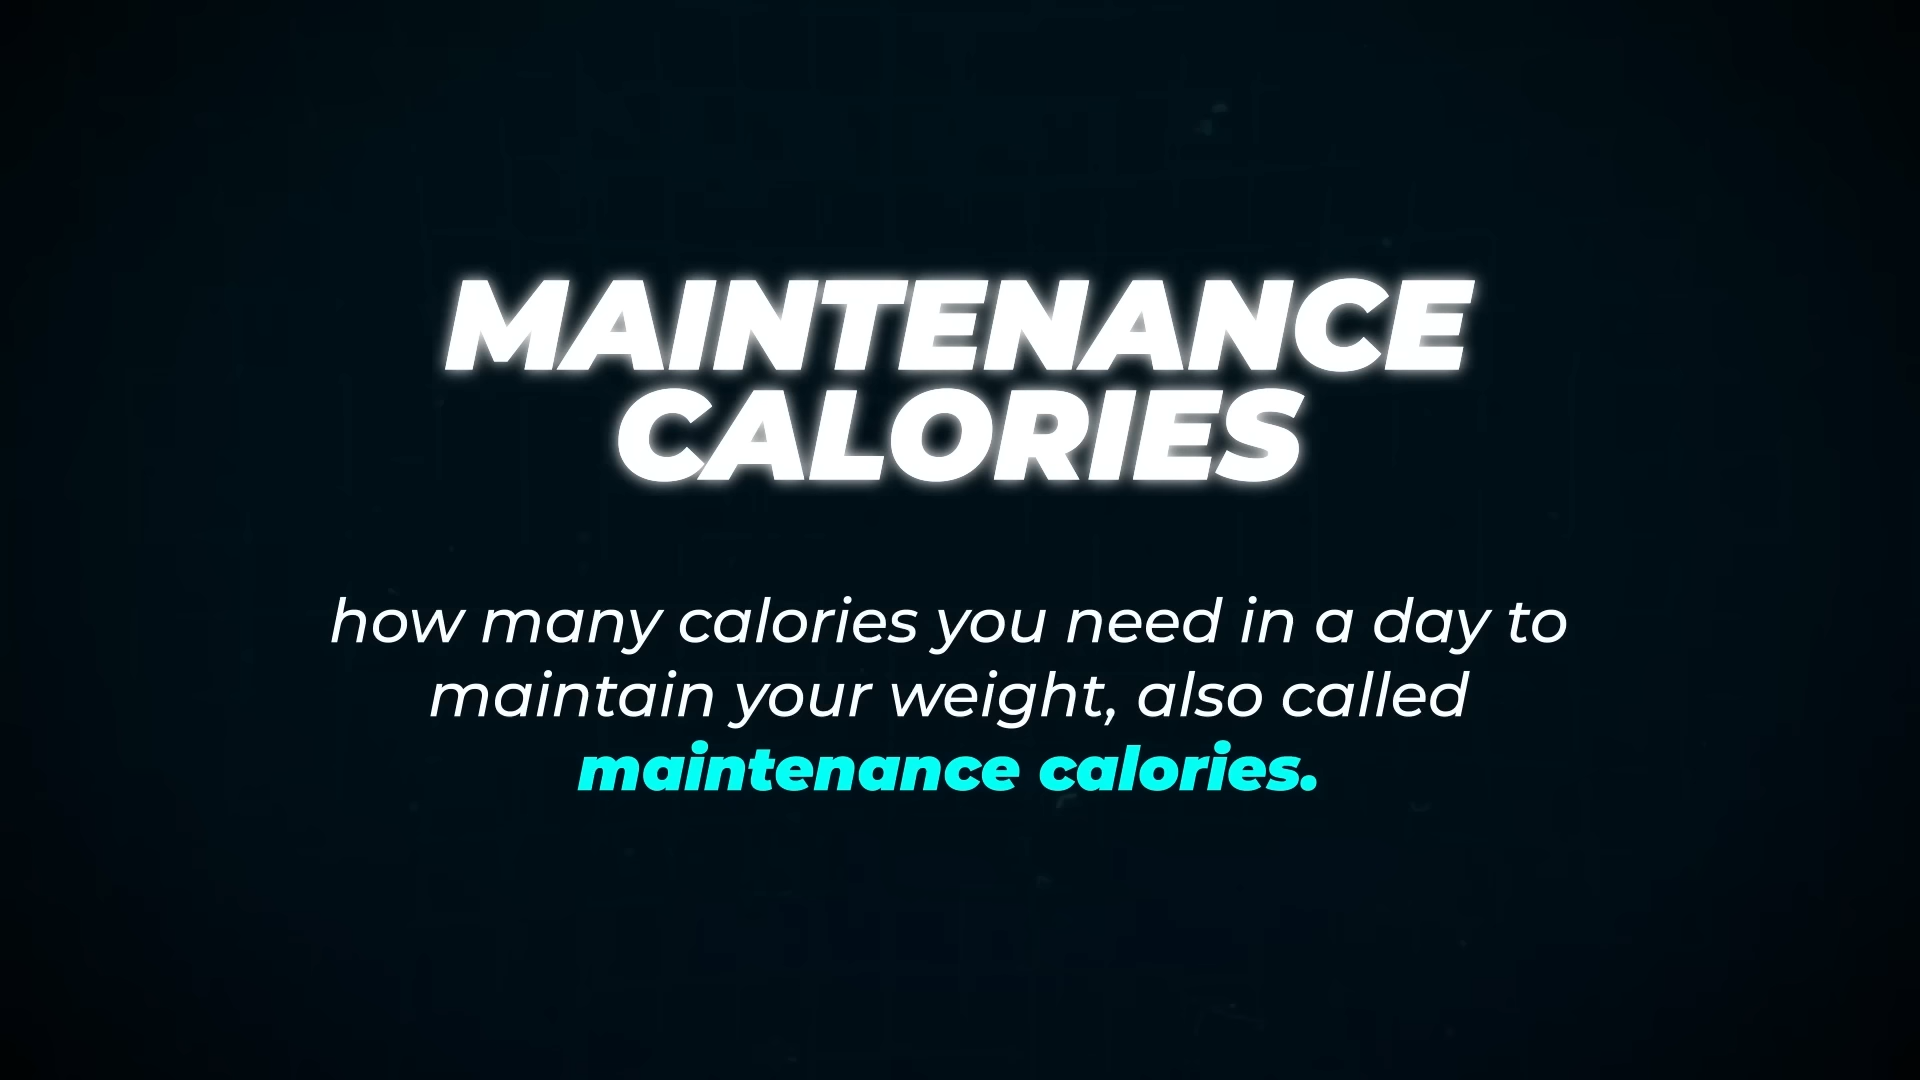 MAINTENANCE
CALORIES
how many calories you need in a day to
maintain your weight, also called
maintenance calories.